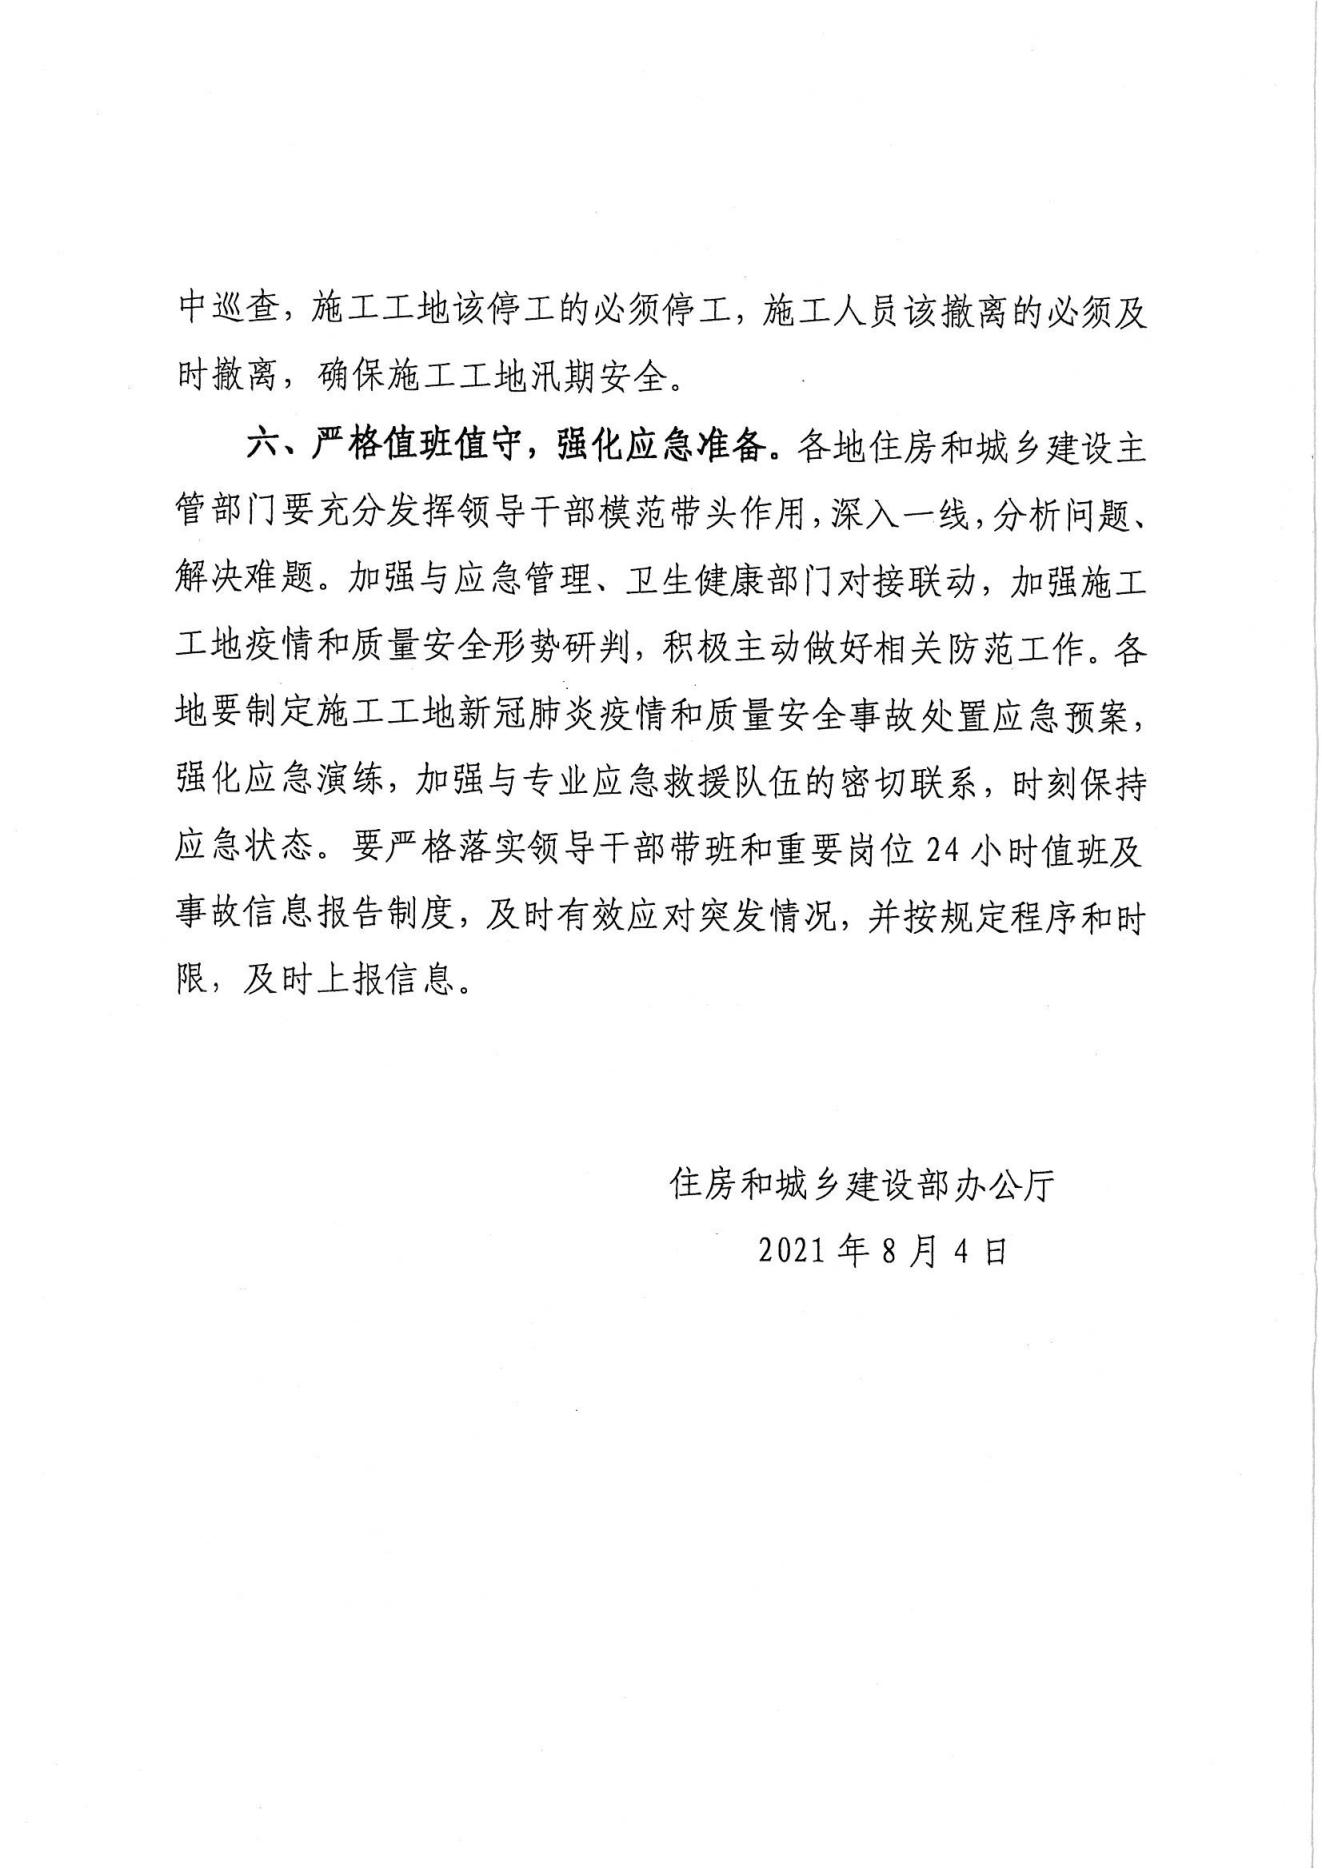 中巡查，施工工地该停工的必须停工，施工人员该撤离的必须及
时撤离，确保施工工地汛期安全。
六、严格值班值守，强化应急准备。各地住房和城乡建设主
管部门要充分发挥领导干部模范带头作用，深入一线，分析问题、
解决难题。加强与应急管理、卫生健康部门对接联动，加强施工
工地疫情和质量安全形势研判，积极主动做好相关防范工作。各
地要制定施工工地新冠肺炎疫情和质量安全事故处置应急预案，
强化应急演练，加强与专业应急救援队伍的密切联系，时刻保持
应急状态。要严格落实领导干部带班和重要岗位24小时值班及
事故信息报告制度，及时有效应对突发情况，并按规定程序和时
限，及时上报信息。
住房和城乡建设部办公厅
2021年8月4日